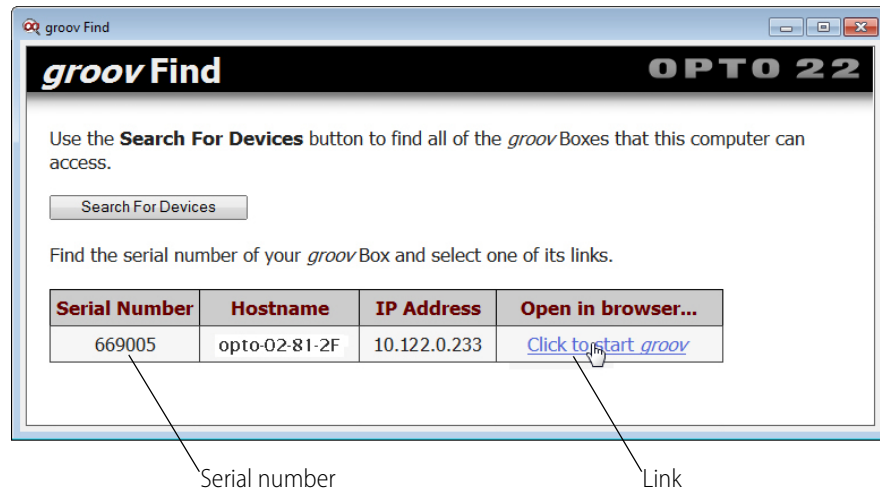 groov Find
groov Find OPTO 22
Use the Search For Devices button to find all of the groov Boxes that this computer can
access.
Search For Devices
Find the serial number of your groov Box and select one of its links.
Serial Number Hostname IP Address Open in browser...
669005 opto-02-81-2F 10.122.0.233 Click to start groov
Serial number Link